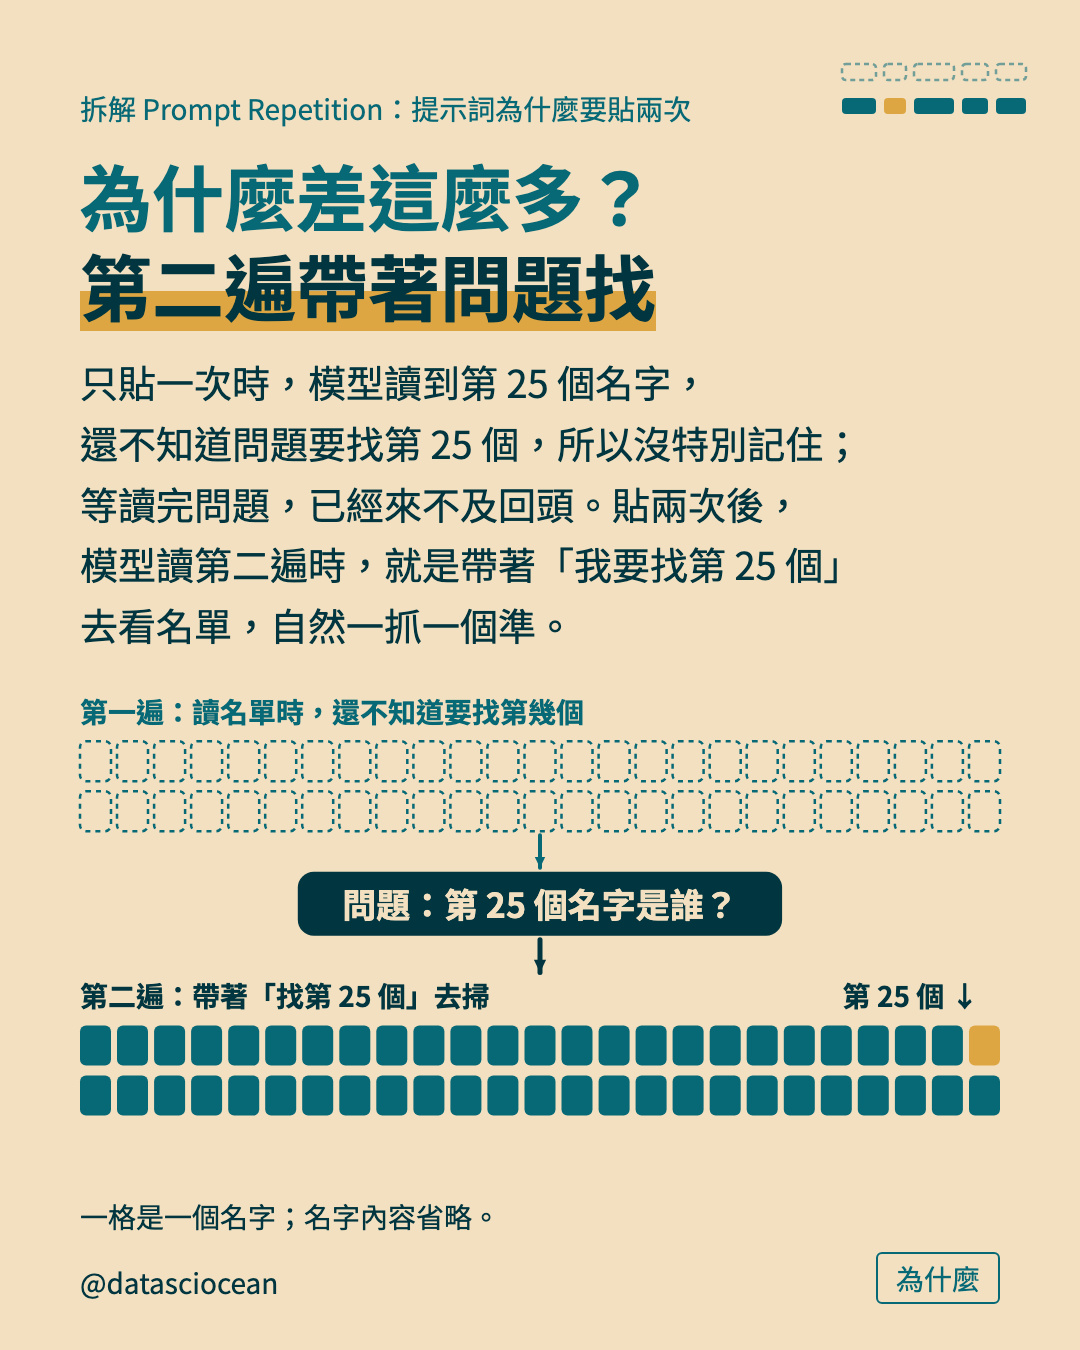 拆解 Prompt Repetition：提示詞為什麼要貼兩次
為什麼差這麼多？
第二遍帶著問題找
只貼一次時，模型讀到第 25 個名字，
還不知道問題要找第 25 個，所以沒特別記住；
等讀完問題，已經來不及回頭。貼兩次後，
模型讀第二遍時，就是帶著「我要找第 25 個」
去看名單，自然一抓一個準。
第一遍：讀名單時，還不知道要找第幾個
問題：第 25 個名字是誰？
第二遍：帶著「找第 25 個」去掃
第 25 個 ↓
一格是一個名字；名字內容省略。
@datasciocean
為什麼